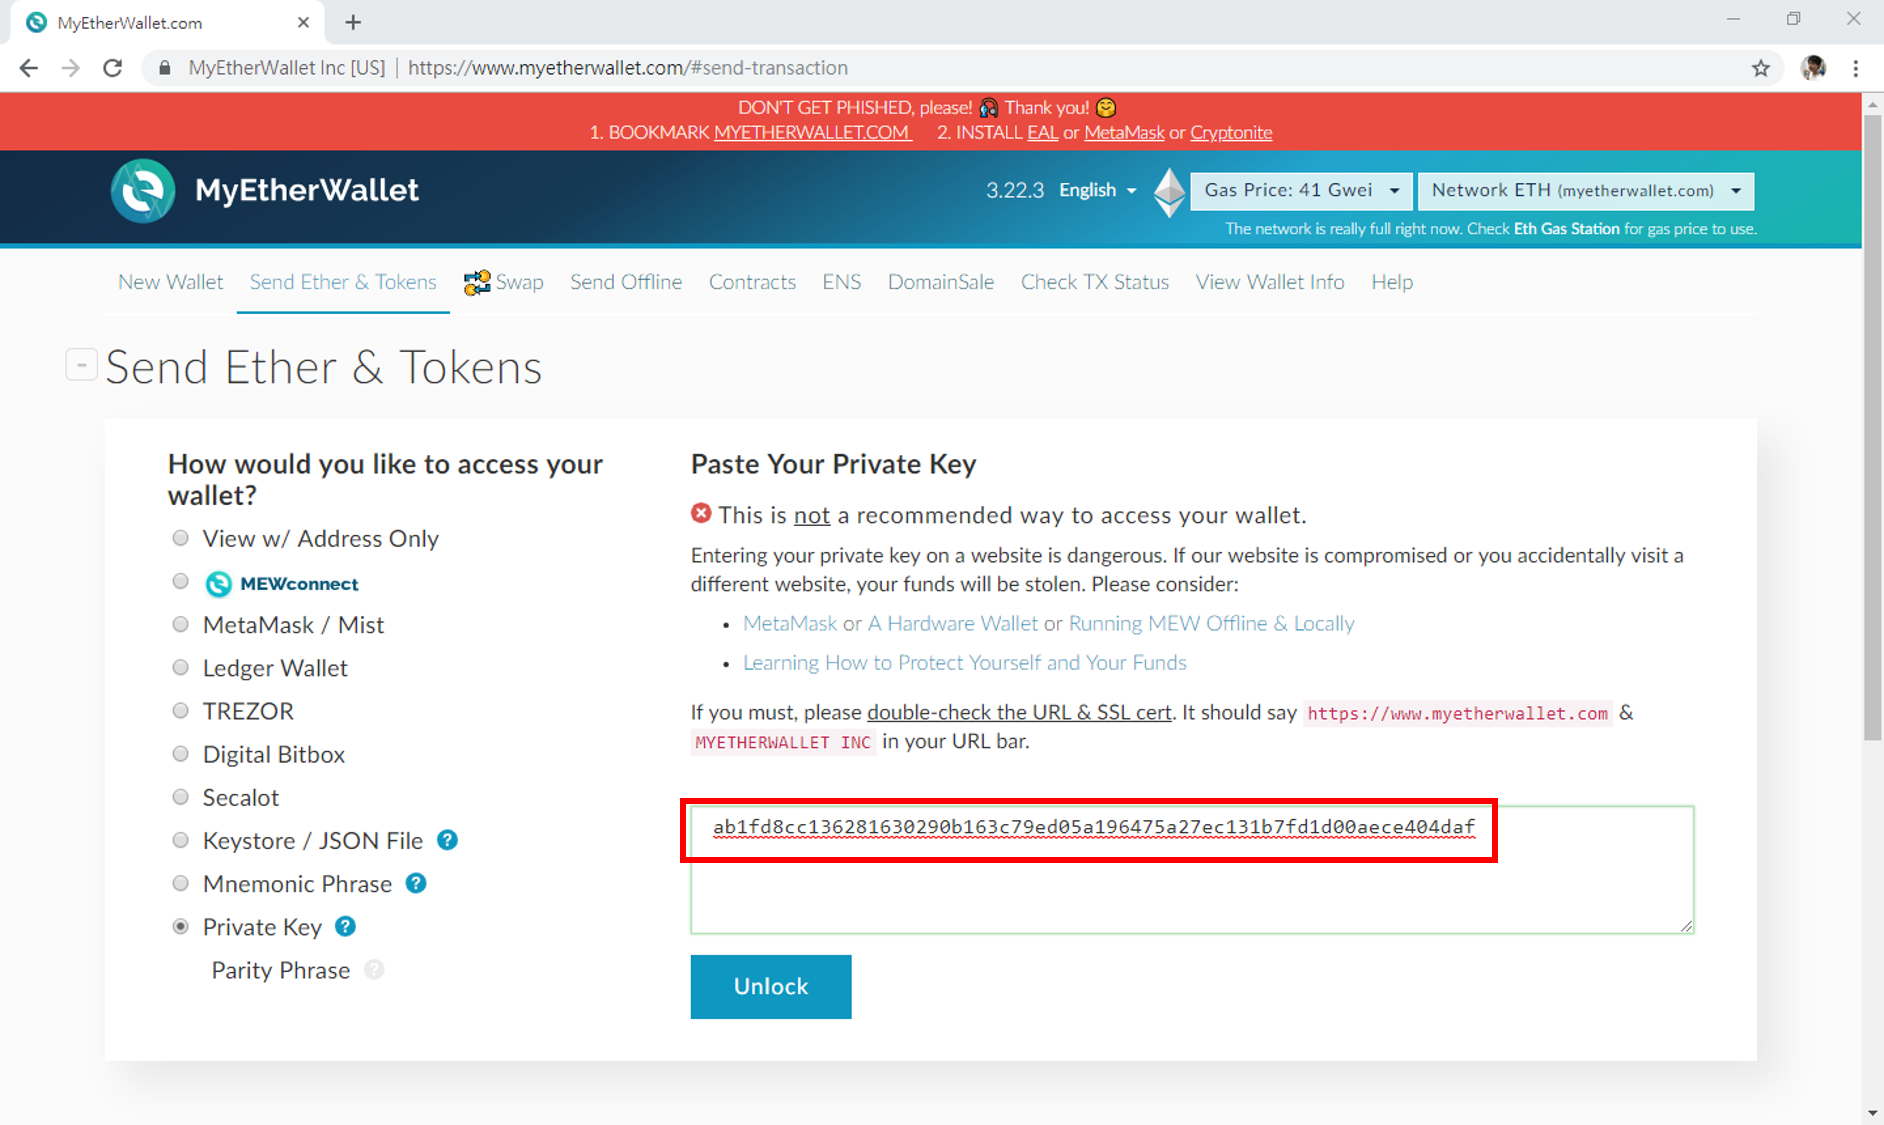 MyEtherWallet.com
MyEtherWallet Inc [US] | https://www.myetherwallet.com/#send-transaction
DON'T GET PHISHED, please! Thank you!
1. BOOKMARK MYETHERWALLET.COM 2. INSTALL EAL or MetaMask or Cryptonite
MyEtherWallet
3.22.3 English
Gas Price: 41 Gwei
Network ETH (myetherwallet.com)
The network is really full right now. Check Eth Gas Station for gas price to use.
New Wallet Send Ether & Tokens Swap Send Offline Contracts ENS DomainSale Check TX Status View Wallet Info Help
- Send Ether & Tokens
How would you like to access your
wallet?
View w/ Address Only
MEWconnect
MetaMask / Mist
Ledger Wallet
TREZOR
Digital Bitbox
Secalot
Keystore / JSON File ?
Mnemonic Phrase ?
Private Key ?
Parity Phrase ?
Paste Your Private Key
This is not a recommended way to access your wallet.
Entering your private key on a website is dangerous. If our website is compromised or you accidentally visit a
different website, your funds will be stolen. Please consider:
• MetaMask or A Hardware Wallet or Running MEW Offline & Locally
• Learning How to Protect Yourself and Your Funds
If you must, please double-check the URL & SSL cert. It should say https://www.myetherwallet.com &
MYETHERWALLET INC in your URL bar.
ab1fd8cc136281630290b163c79ed05a196475a27ec131b7fd1d00aece404daf
Unlock